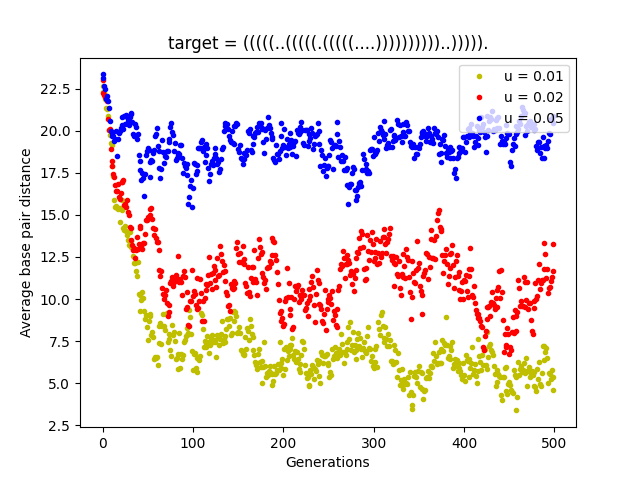 target = (((((..(((((.(((((....))))))))))..))))).
u = 0.01
u = 0.02
u = 0.05
Average base pair distance
22.5
20.0
17.5
15.0
12.5
10.0
7.5
5.0
2.5
0
100
200
300
400
500
Generations